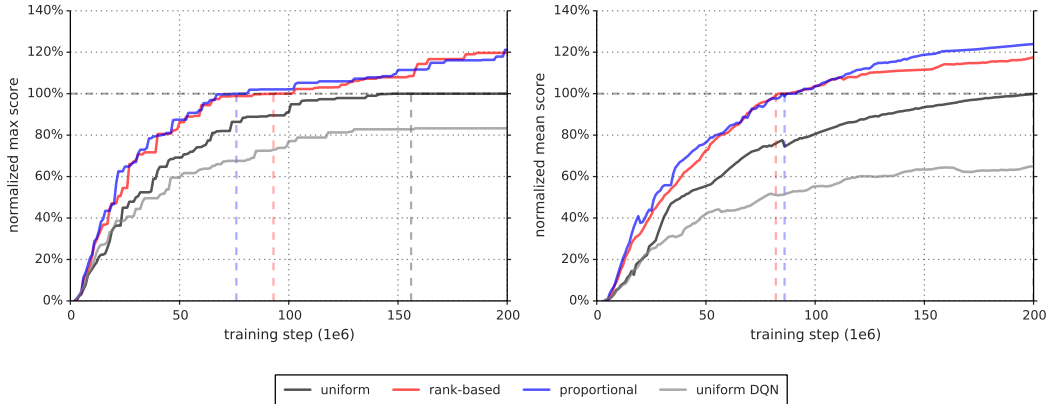 normalized max score
140%
120%
100%
80%
60%
40%
20%
0%
0 50 100 150 200
training step (1e6)
normalized mean score
140%
120%
100%
80%
60%
40%
20%
0%
0 50 100 150 200
training step (1e6)
uniform rank-based proportional uniform DQN